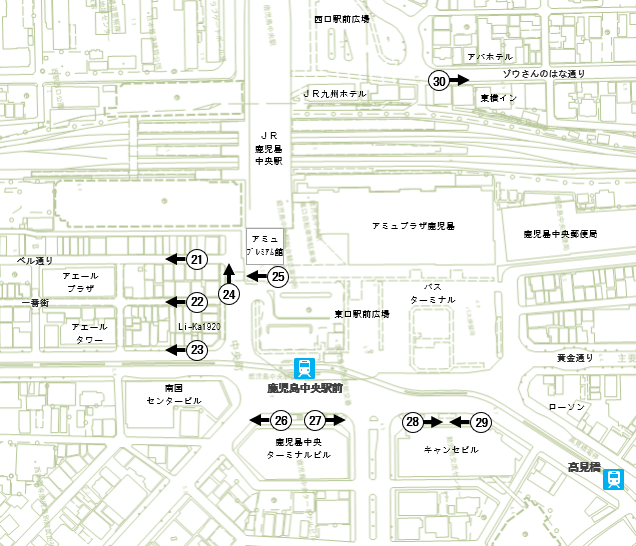 西口駅前広場
アパホテル
ゾウさんのはな通り
30
ＪＲ九州ホテル
東横イン
ＪＲ
鹿児島
中央駅
アミュプラザ鹿児島
鹿児島中央郵便局
アミュ
プレミアム館
ベル通り
21
25
アエール
プラザ
24
一番街
22
バス
ターミナル
東口駅前広場
アエール
タワー
Li-Ka1920
23
中央町
黄金通り
鹿児島中央駅前
南国
センタービル
ローソン
26
27
28
29
鹿児島中央
ターミナルビル
キャンセビル
高見橋